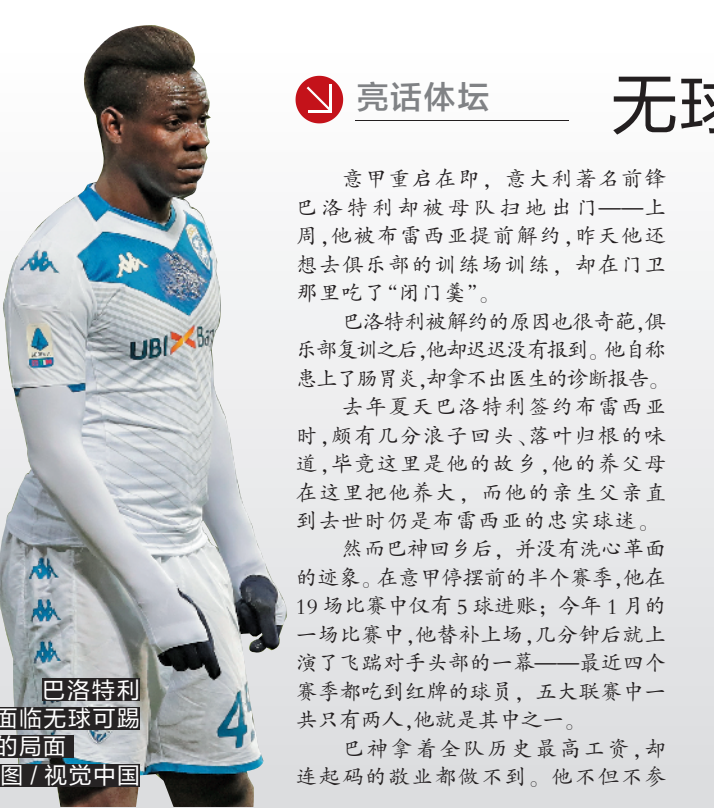 亮话体坛
无球
意甲重启在即，意大利著名前锋
巴洛特利却被母队扫地出门——上
周，他被布雷西亚提前解约，昨天他还
想去俱乐部的训练场训练，却在门卫
那里吃了“闭门羹”。
巴洛特利被解约的原因也很奇葩，俱
乐部复训之后，他却迟迟没有报到。他自称
患上了肠胃炎，却拿不出医生的诊断报告。
去年夏天巴洛特利签约布雷西亚
时，颇有几分浪子回头、落叶归根的味
道，毕竟这里是他的故乡，他的养父母
在这里把他养大，而他的亲生父亲直
到去世时仍是布雷西亚的忠实球迷。
然而巴神回乡后，并没有洗心革面
的迹象。在意甲停摆前的半个赛季，他在
19场比赛中仅有5球进账；今年1月的
一场比赛中，他替补上场，几分钟后就上
演了飞踹对手头部的一幕——最近四个
赛季都吃到红牌的球员，五大联赛中一
共只有两人，他就是其中之一。
巴神拿着全队历史最高工资，却
连起码的敬业都做不到。他不但不参
UBI Ba
45
巴洛特利
面临无球可踢
的局面
图/视觉中国